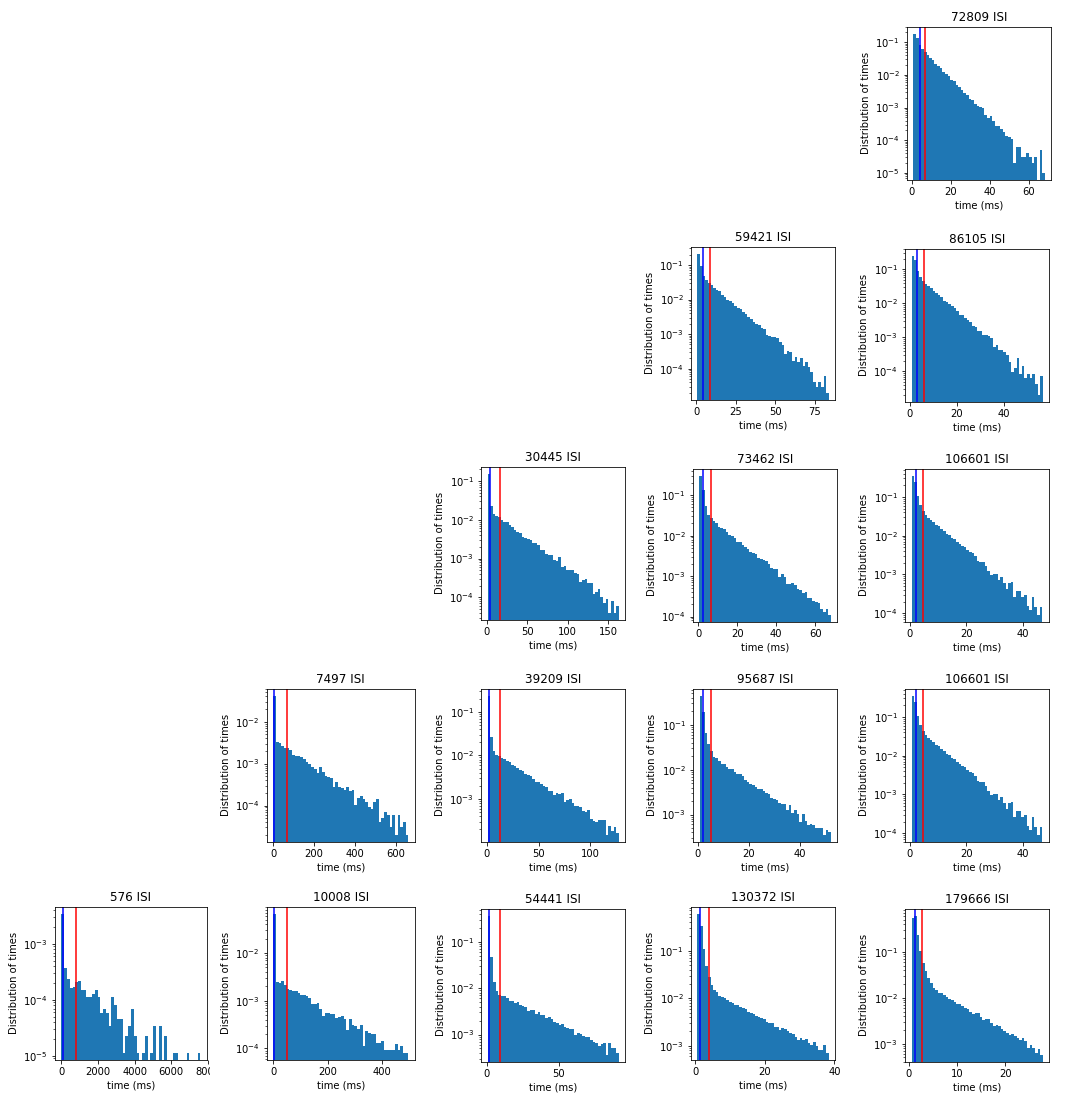 72809 ISI
Distribution of times
10⁻¹
10⁻²
10⁻³
10⁻⁴
10⁻⁵
0 20 40 60
time (ms)
59421 ISI
Distribution of times
10⁻¹
10⁻²
10⁻³
10⁻⁴
0 25 50 75
time (ms)
86105 ISI
Distribution of times
10⁻¹
10⁻²
10⁻³
10⁻⁴
0 20 40
time (ms)
30445 ISI
Distribution of times
10⁻¹
10⁻²
10⁻³
10⁻⁴
0 50 100 150
time (ms)
73462 ISI
Distribution of times
10⁻¹
10⁻²
10⁻³
10⁻⁴
0 20 40 60
time (ms)
106601 ISI
Distribution of times
10⁻¹
10⁻²
10⁻³
10⁻⁴
0 20 40
time (ms)
7497 ISI
Distribution of times
10⁻²
10⁻³
10⁻⁴
0 200 400 600
time (ms)
39209 ISI
Distribution of times
10⁻¹
10⁻²
10⁻³
0 50 100
time (ms)
95687 ISI
Distribution of times
10⁻¹
10⁻²
10⁻³
0 20 40
time (ms)
106601 ISI
Distribution of times
10⁻¹
10⁻²
10⁻³
10⁻⁴
0 20 40
time (ms)
576 ISI
Distribution of times
10⁻³
10⁻⁴
10⁻⁵
0 2000 4000 6000 80
time (ms)
10008 ISI
Distribution of times
10⁻²
10⁻³
10⁻⁴
0 200 400
time (ms)
54441 ISI
Distribution of times
10⁻¹
10⁻²
10⁻³
0 50
time (ms)
130372 ISI
Distribution of times
10⁻¹
10⁻²
10⁻³
0 20 40
time (ms)
179666 ISI
Distribution of times
10⁻¹
10⁻²
10⁻³
0 10 20
time (ms)